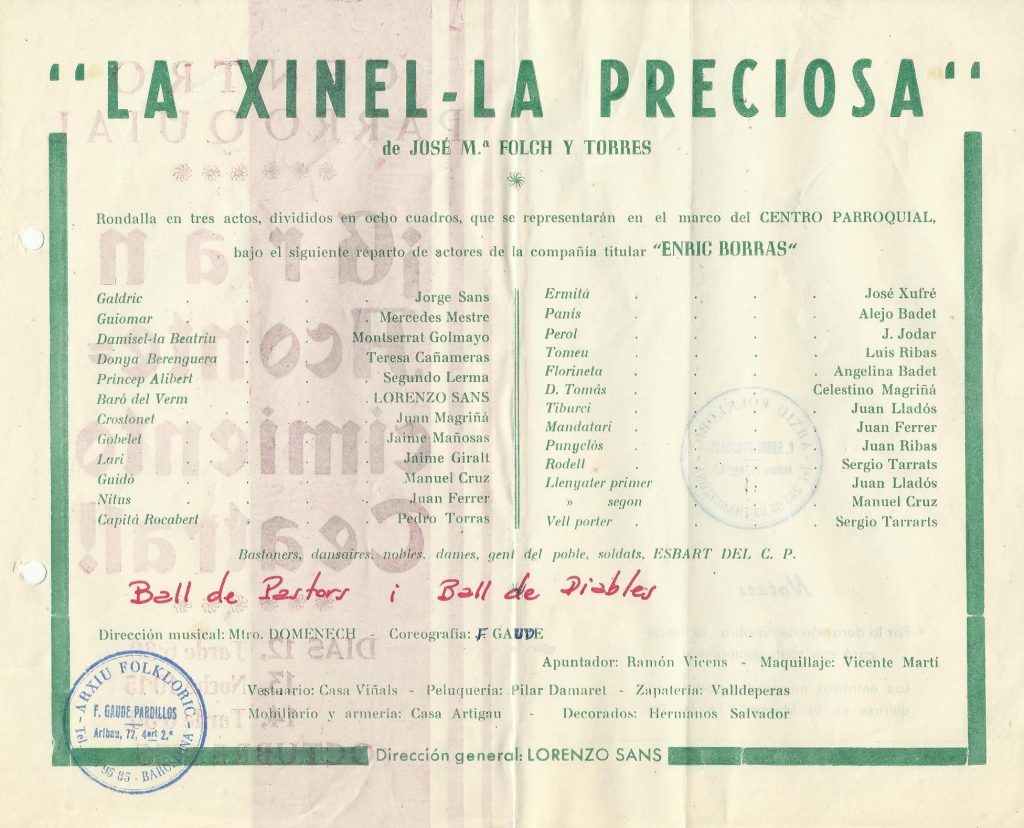 “LA XINEL-LA PRECIOSA“
de JOSÉ M.ª FOLCH Y TORRES
Rondalla en tres actos, divididos en ocho cuadros, que se representarán en el marco del CENTRO PARROQUIAL,
bajo el siguiente reparto de actores de la compañía titular “ENRIC BORRAS“
Galdric . . . . Jorge Sans
Guiomar . . . . Mercedes Mestre
Damisel-la Beatriu . . . Montserrat Golmayo
Donya Berenguera . . . Teresa Cañameras
Princep Alibert . . . Segundo Lerma
Baró del Verm . . . LORENZO SANS
Crostonet . . . . Juan Magriñá
Gobelet . . . . Jaime Mañosas
Lari . . . . Jaime Giralt
Guidó . . . . Manuel Cruz
Nitus . . . . Juan Ferrer
Capità Rocabert . . . Pedro Torras
Ermità . . . . José Xufré
Panis . . . . Alejo Badet
Perol . . . . J. Jodar
Tomeu . . . . Luis Ribas
Florineta . . . . Angelina Badet
D. Tomàs . . . . Celestino Magriñá
Tiburci . . . . Juan Lladós
Mandatari . . . . Juan Ferrer
Punyclòs . . . . Juan Ribas
Rodell . . . . Sergio Tarrats
Llenyater primer . . . Juan Lladós
» segon . . . Manuel Cruz
Vell porter . . . . Sergio Tarrarts
Bastoners, dansaires, nobles, dames, gent del poble, soldats, ESBART DEL C. P.
Ball de Pastors i Ball de Diables
Dirección musical: Mtro. DOMENECH - Coreografía: F. GAUDE
Apuntador: Ramón Vicens - Maquillaje: Vicente Martí
Vestuario: Casa Viñals - Peluquería: Pilar Damaret - Zapatería: Valldeperas
Mobiliario y armería: Casa Artigau - Decorados: Hermanos Salvador
Dirección general: LORENZO SANS
ARXIU FOLKLORIC
F. GAUDE PARDILLOS
Aribau, 72, 4art 2.ª
BARCELONA